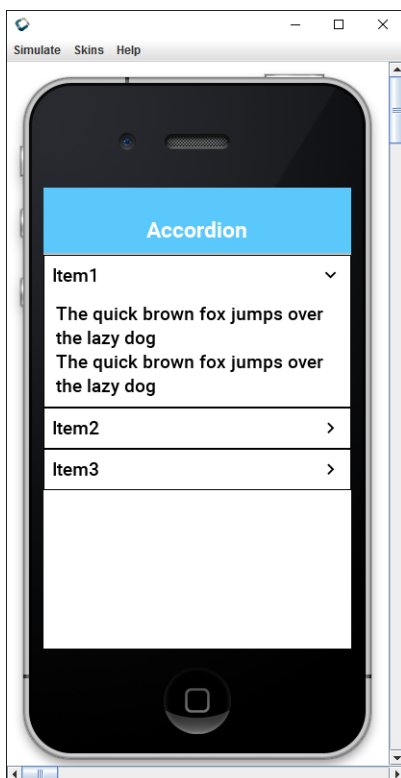 Simulate Skins Help
Accordion
Item1
The quick brown fox jumps over
the lazy dog
The quick brown fox jumps over
the lazy dog
Item2
Item3